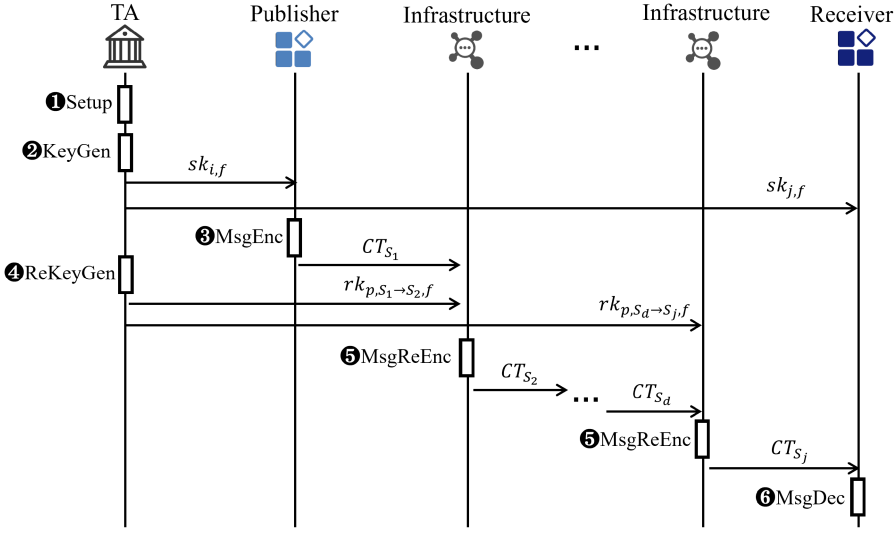 TA
Publisher
Infrastructure
...
Infrastructure
Receiver
❶Setup
❷KeyGen
sk_{i,f}
sk_{j,f}
❸MsgEnc
CT_{S_1}
❹ReKeyGen
rk_{p,S_1→S_2,f}
rk_{p,S_d→S_j,f}
❺MsgReEnc
CT_{S_2}
...
CT_{S_d}
❺MsgReEnc
CT_{S_j}
❻MsgDec